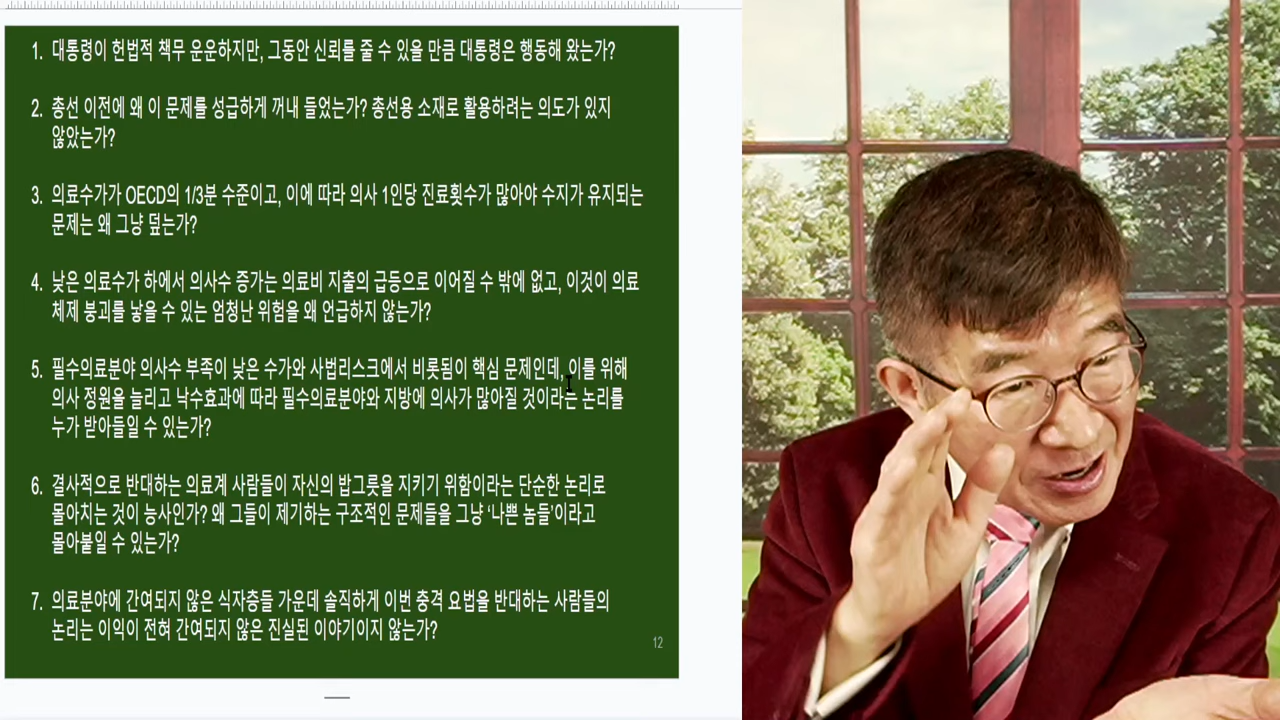 1. 대통령이 헌법적 책무 운운하지만, 그동안 신뢰를 줄 수 있을 만큼 대통령은 행동해 왔는가?
2. 총선 이전에 왜 이 문제를 성급하게 꺼내 들었는가? 총선용 소재로 활용하려는 의도가 있지
않았는가?
3. 의료수가가 OECD의 1/3분 수준이고, 이에 따라 의사 1인당 진료횟수가 많아야 수지가 유지되는
문제는 왜 그냥 덮는가?
4. 낮은 의료수가 하에서 의사수 증가는 의료비 지출의 급등으로 이어질 수 밖에 없고, 이것이 의료
체제 붕괴를 낳을 수 있는 엄청난 위험을 왜 언급하지 않는가?
5. 필수의료분야 의사수 부족이 낮은 수가와 사법리스크에서 비롯됨이 핵심 문제인데, 이를 위해
의사 정원을 늘리고 낙수효과에 따라 필수의료분야와 지방에 의사가 많아질 것이라는 논리를
누가 받아들일 수 있는가?
6. 결사적으로 반대하는 의료계 사람들이 자신의 밥그릇을 지키기 위함이라는 단순한 논리로
몰아치는 것이 능사인가? 왜 그들이 제기하는 구조적인 문제들을 그냥 ‘나쁜 놈들’이라고
몰아붙일 수 있는가?
7. 의료분야에 간여되지 않은 식자층들 가운데 솔직하게 이번 충격 요법을 반대하는 사람들의
논리는 이익이 전혀 간여되지 않은 진실된 이야기이지 않는가?
12